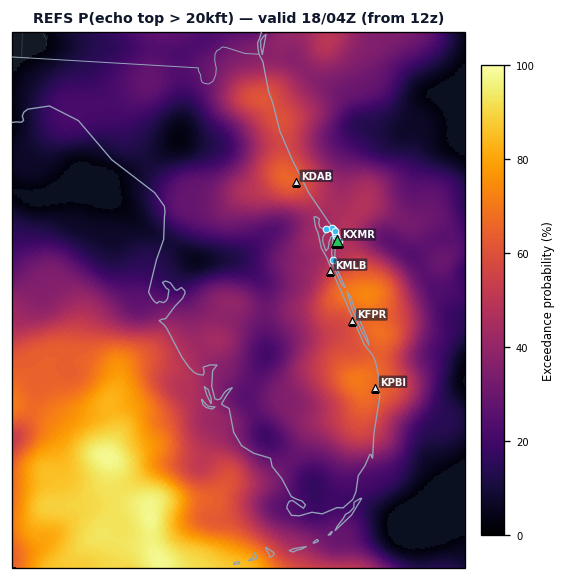 REFS P(echo top > 20kft) — valid 18/04Z (from 12z)
KDAB
KXMR
KMLB
KFPR
KPBI
100
80
60
40
20
0
Exceedance probability (%)